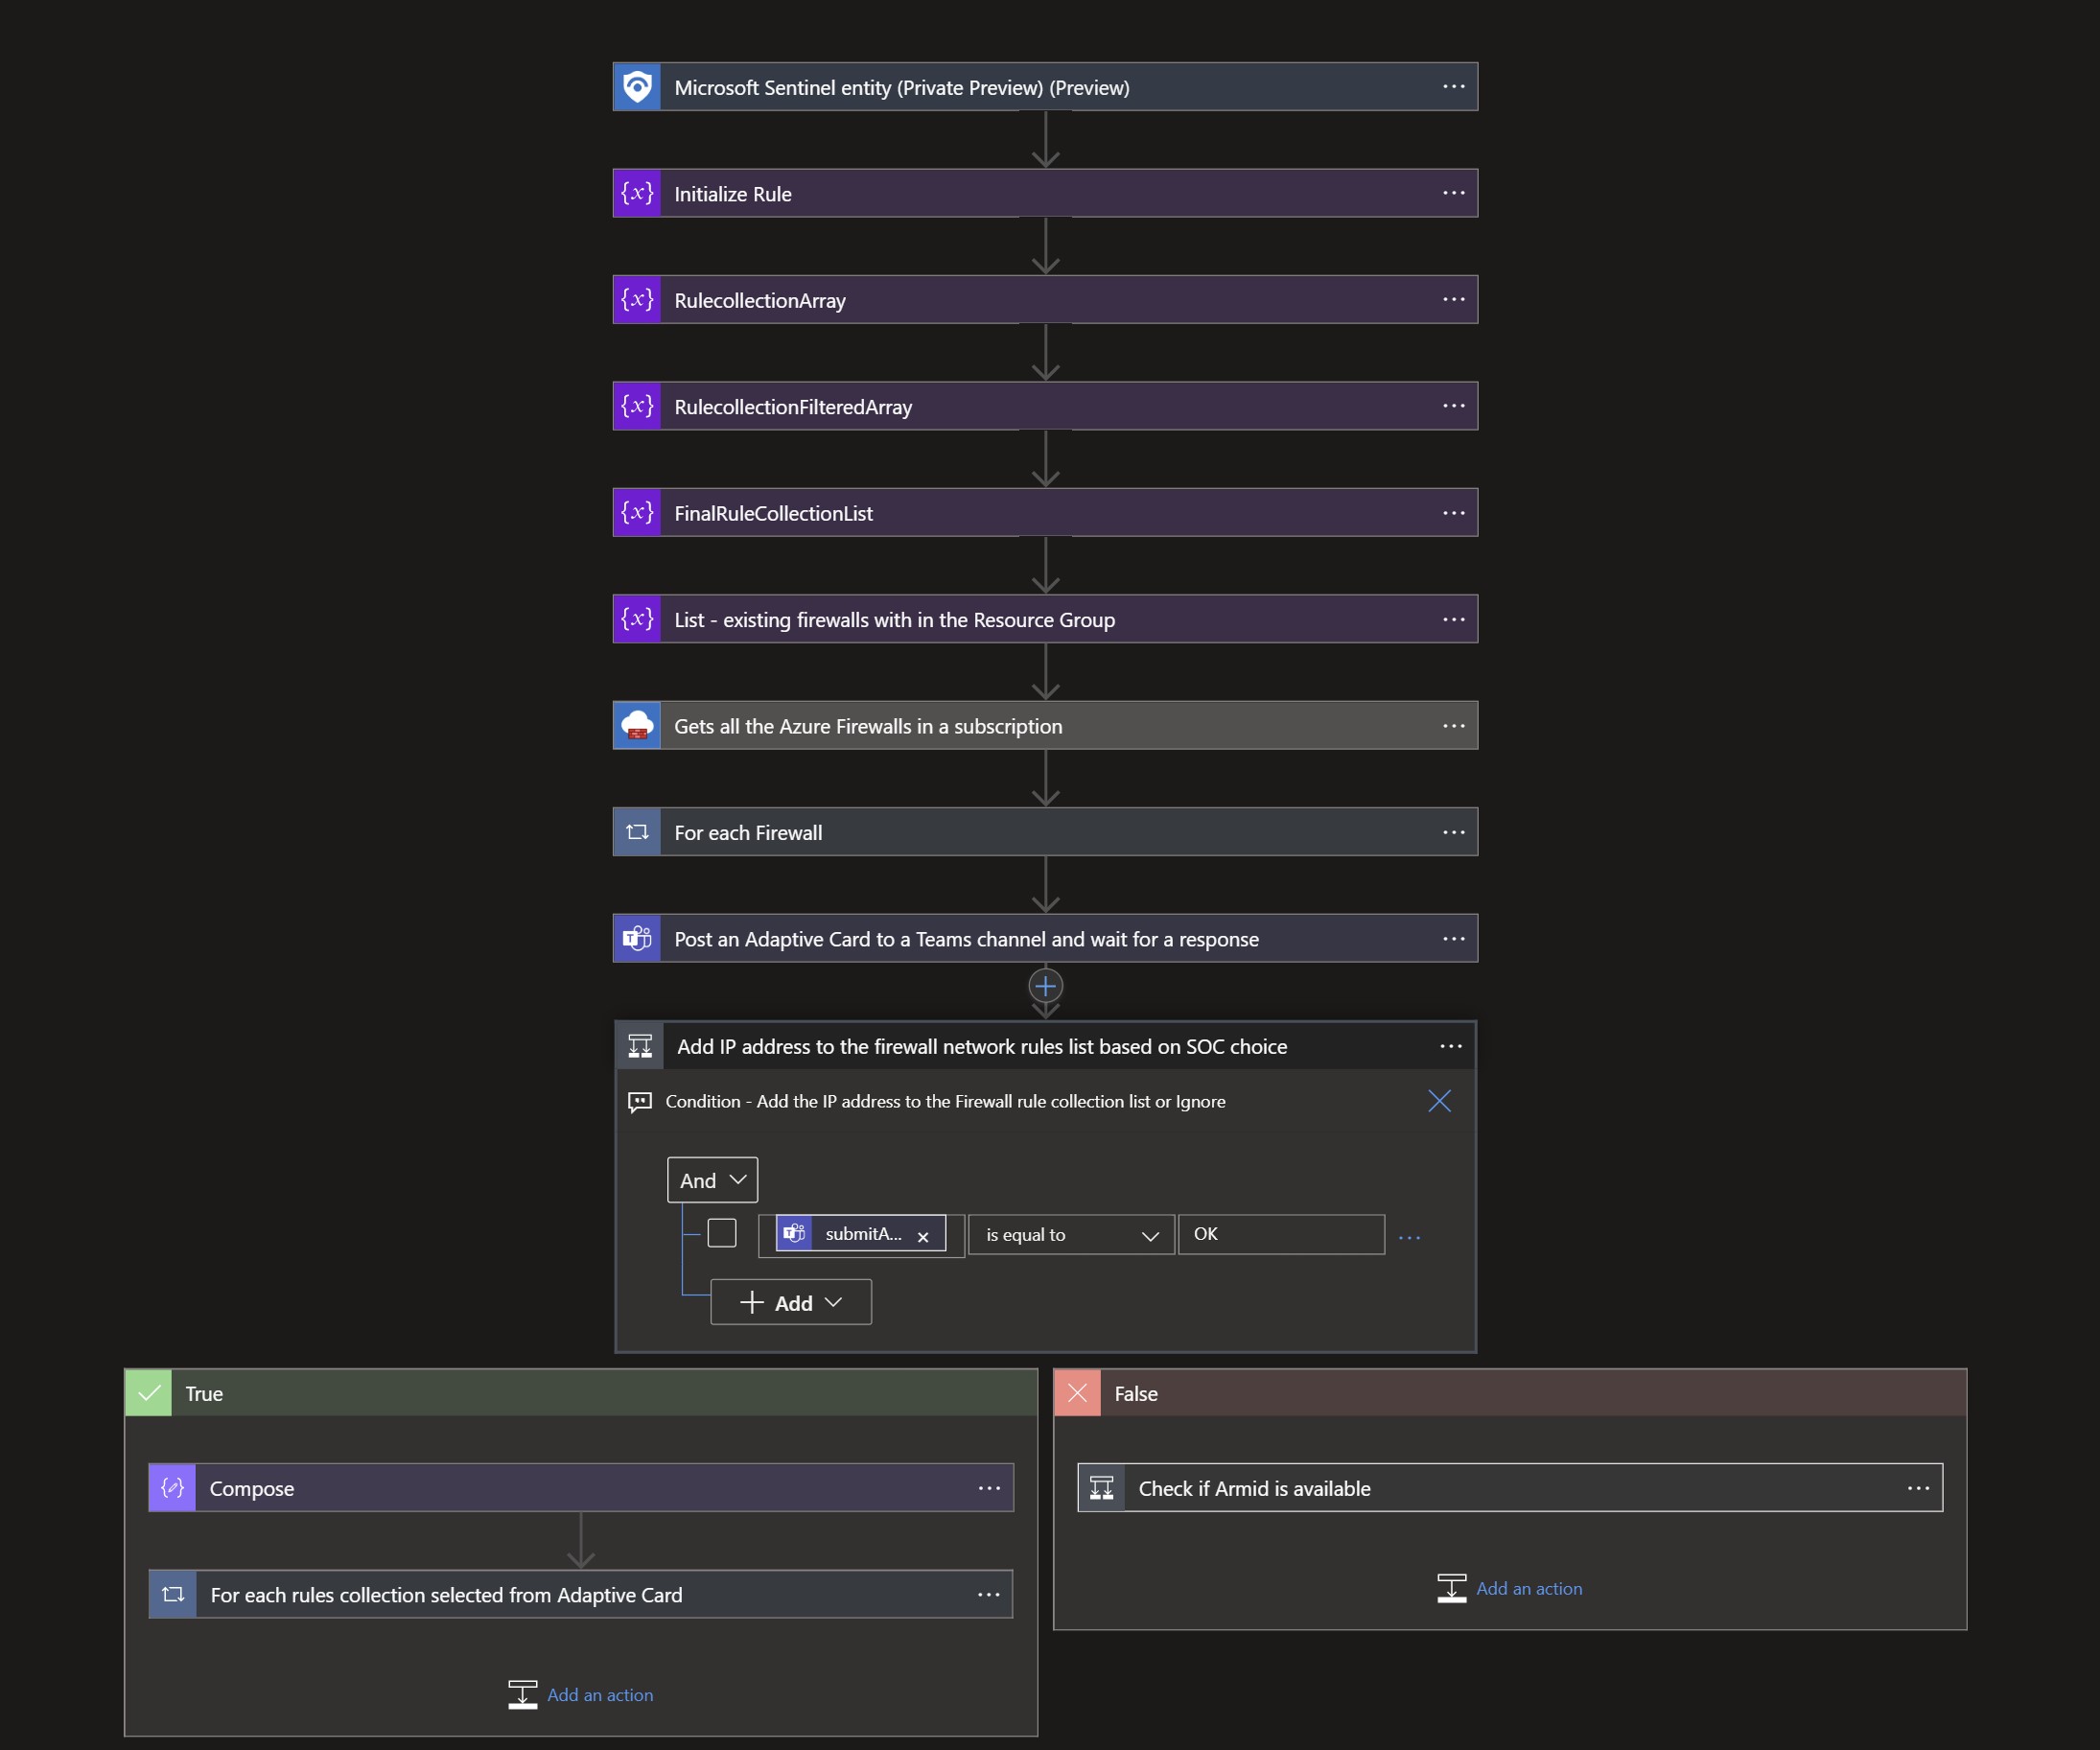 Microsoft Sentinel entity (Private Preview) (Preview)
Initialize Rule
RulecollectionArray
RulecollectionFilteredArray
FinalRuleCollectionList
List - existing firewalls with in the Resource Group
Gets all the Azure Firewalls in a subscription
For each Firewall
Post an Adaptive Card to a Teams channel and wait for a response
Add IP address to the firewall network rules list based on SOC choice
Condition - Add the IP address to the Firewall rule collection list or Ignore
And
submitA... is equal to OK
Add
True
Compose
For each rules collection selected from Adaptive Card
Add an action
False
Check if Armid is available
Add an action